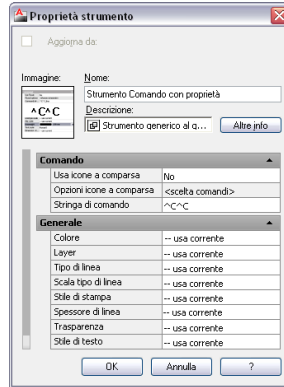 Proprietà strumento
Aggiorna da:
Immagine:
Nome:
Strumento Comando con proprietà
^C^C
Descrizione:
Strumento generico al q...
Altre info
Comando
Usa icone a comparsa No
Opzioni icone a comparsa <scelta comandi>
Stringa di comando ^C^C
Generale
Colore -- usa corrente
Layer -- usa corrente
Tipo di linea -- usa corrente
Scala tipo di linea -- usa corrente
Stile di stampa -- usa corrente
Spessore di linea -- usa corrente
Trasparenza -- usa corrente
Stile di testo -- usa corrente
OK Annulla ?